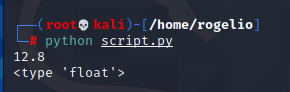 ┌──(root💀kali)-[/home/rogelio]
└─# python script.py
12.8
<type 'float'>